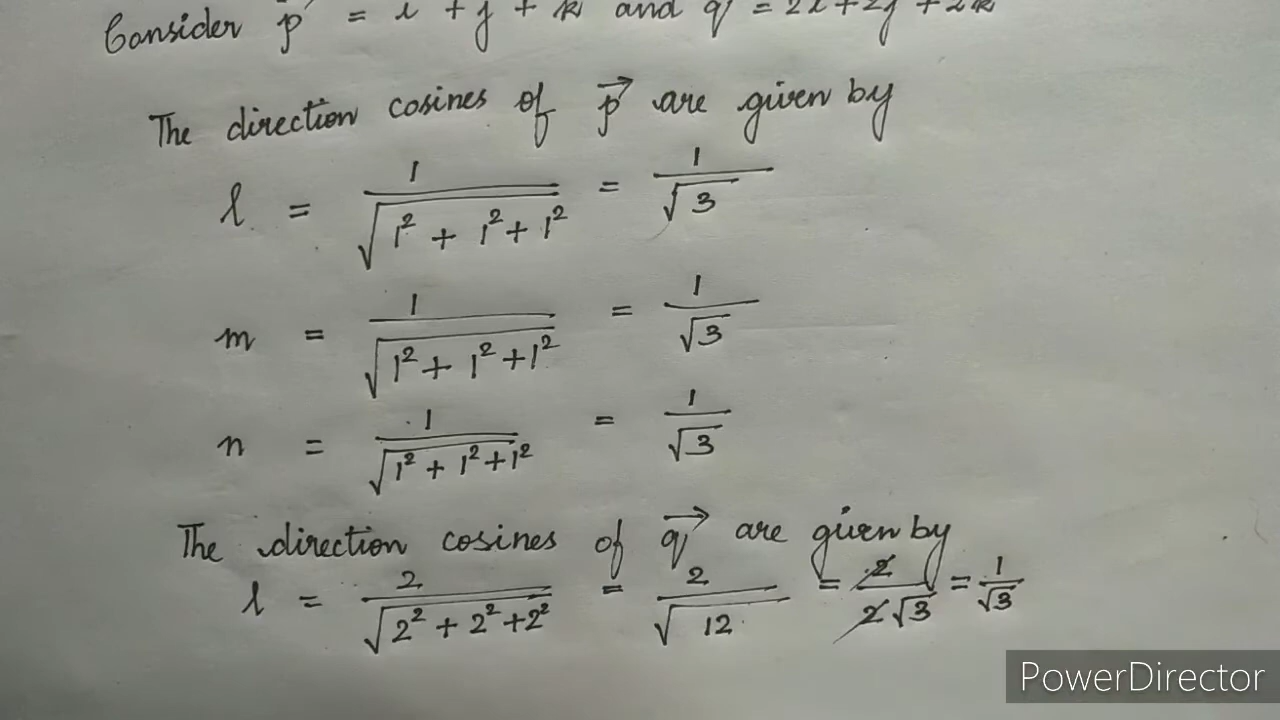 Consider p⃗ = i + j + k and q⃗ = 2i + 2j + 2k
The direction cosines of p⃗ are given by
l = 1/√(1² + 1² + 1²) = 1/√3
m = 1/√(1² + 1² + 1²) = 1/√3
n = 1/√(1² + 1² + 1²) = 1/√3
The direction cosines of q⃗ are given by
l = 2/√(2² + 2² + 2²) = 2/√12 = 2/2√3 = 1/√3
PowerDirector